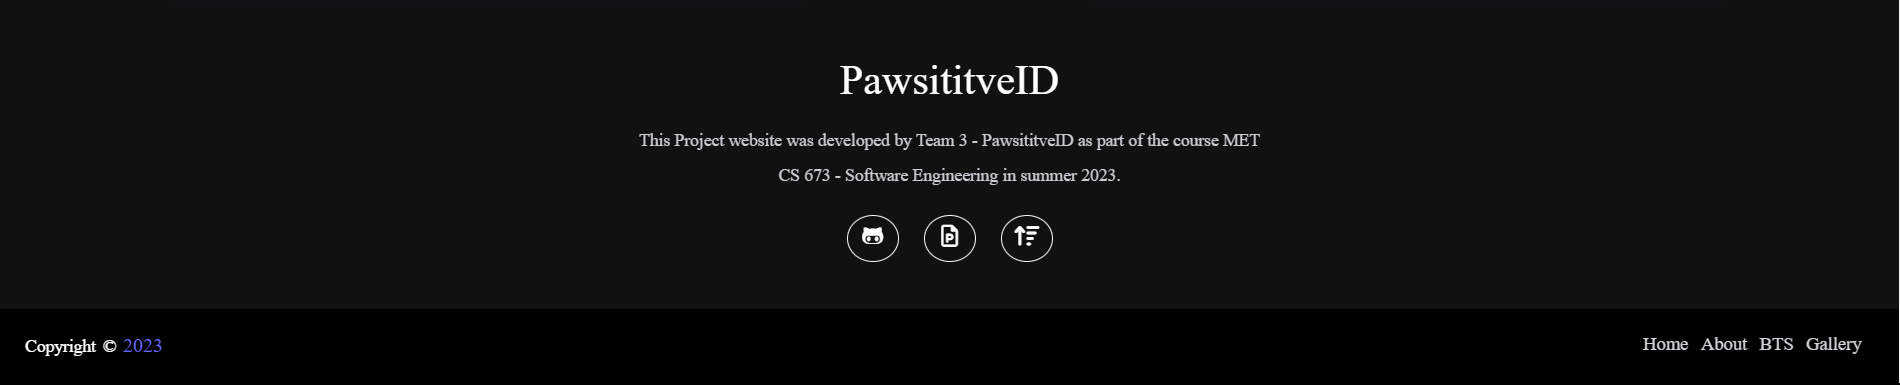 PawsititveID
This Project website was developed by Team 3 - PawsititveID as part of the course MET
CS 673 - Software Engineering in summer 2023.
P
Copyright © 2023
Home About BTS Gallery